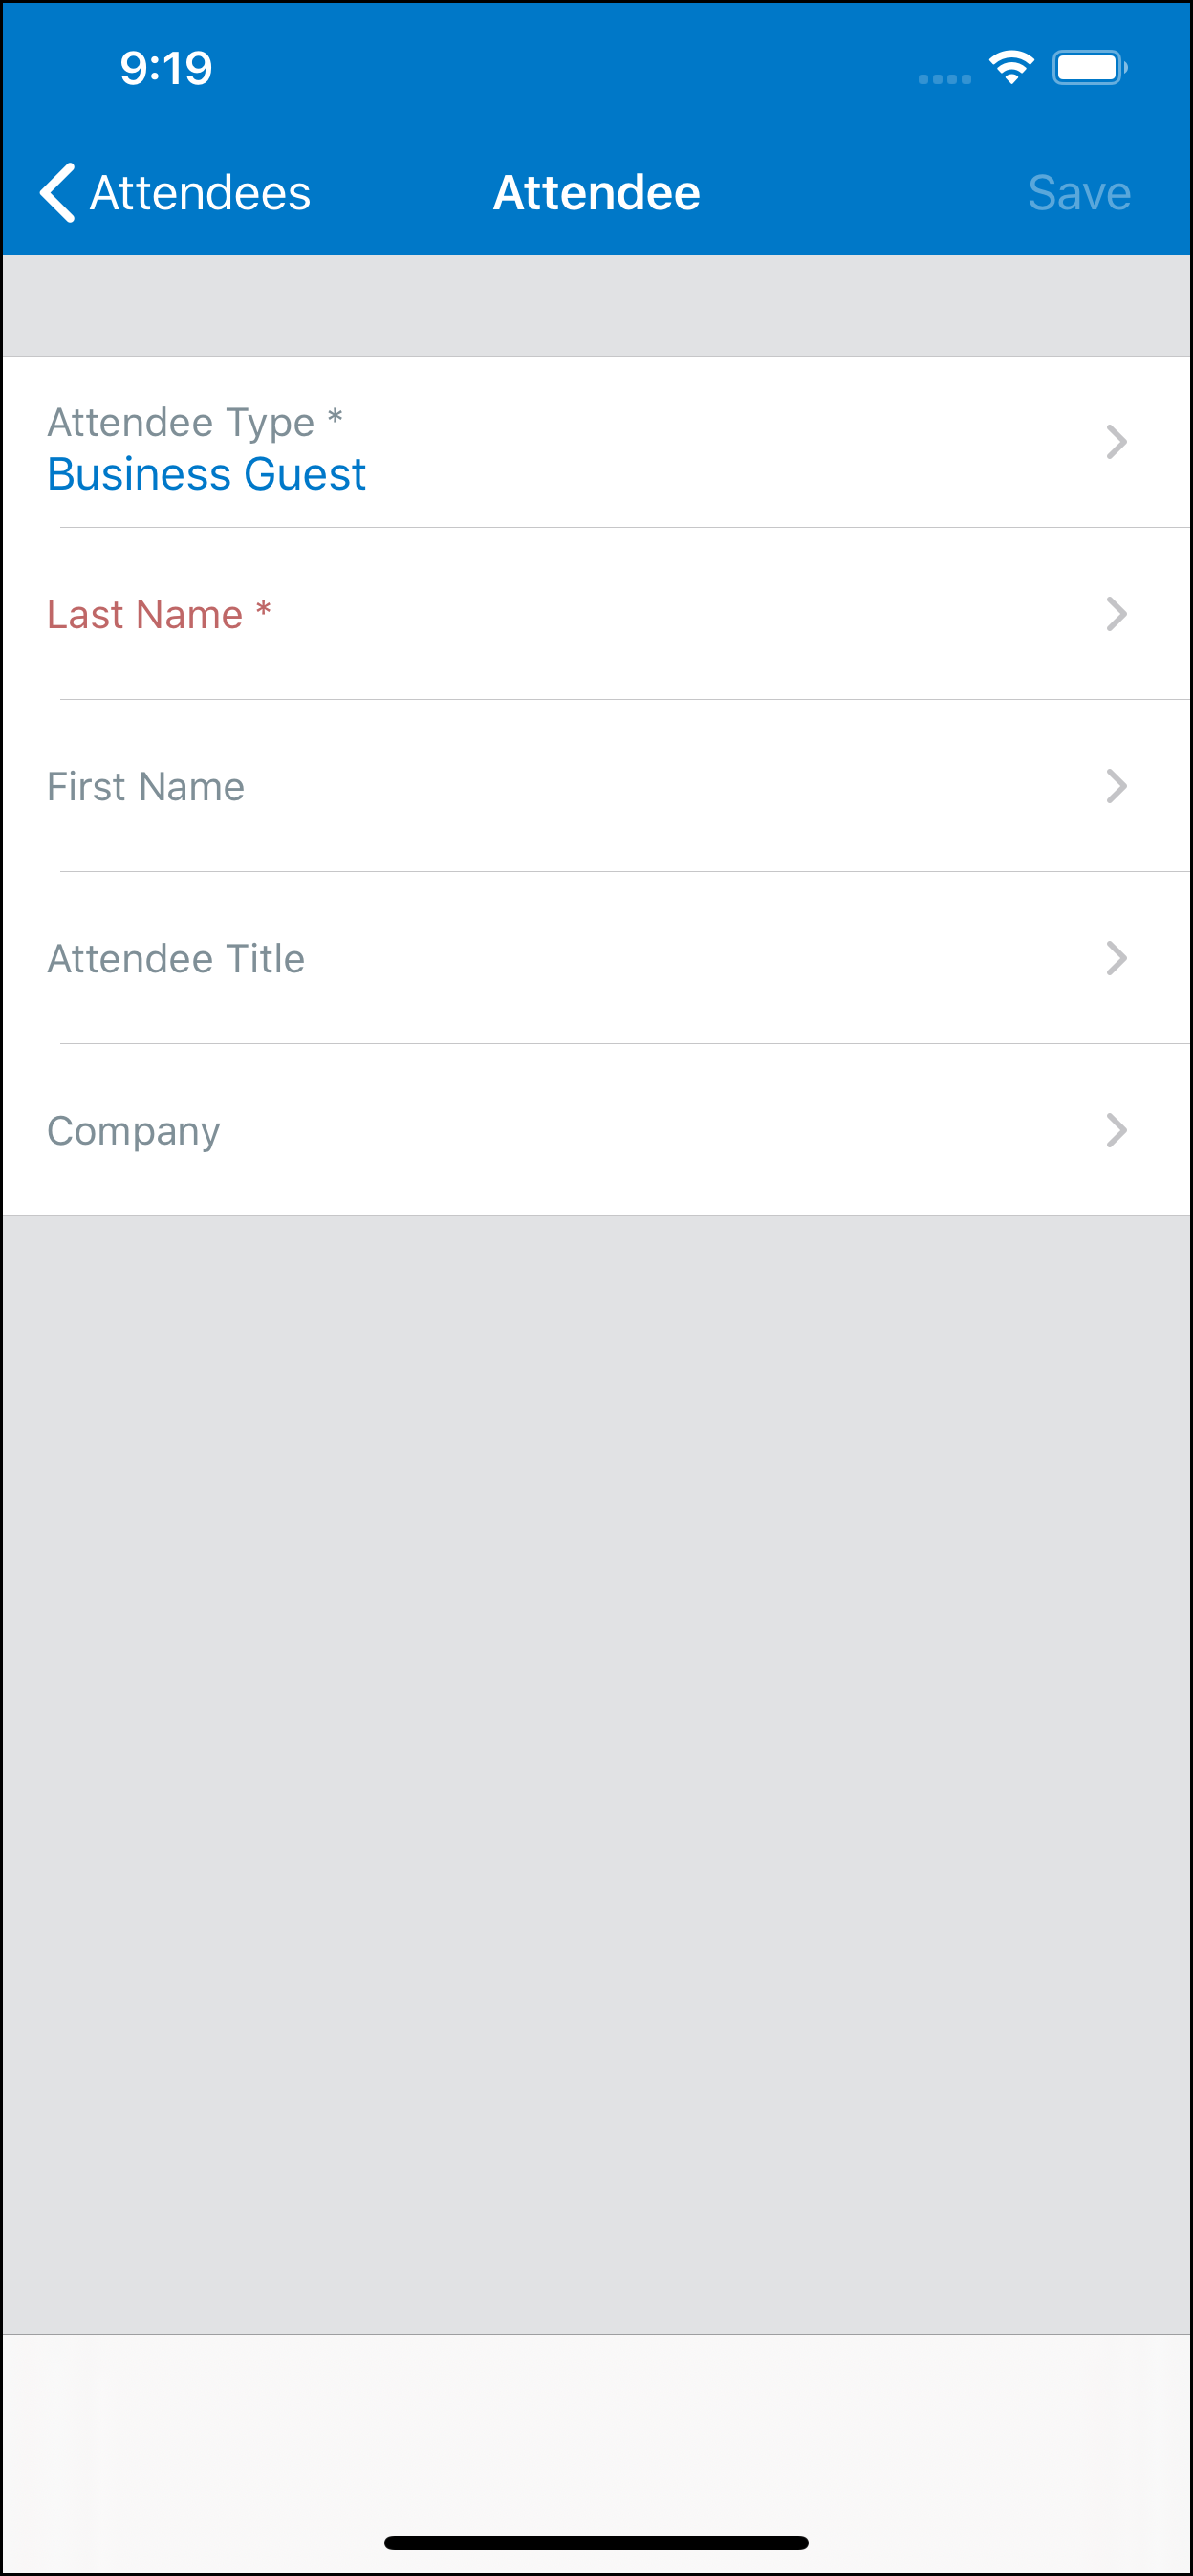 9:19
Attendees Attendee Save
Attendee Type *
Business Guest
Last Name *
First Name
Attendee Title
Company